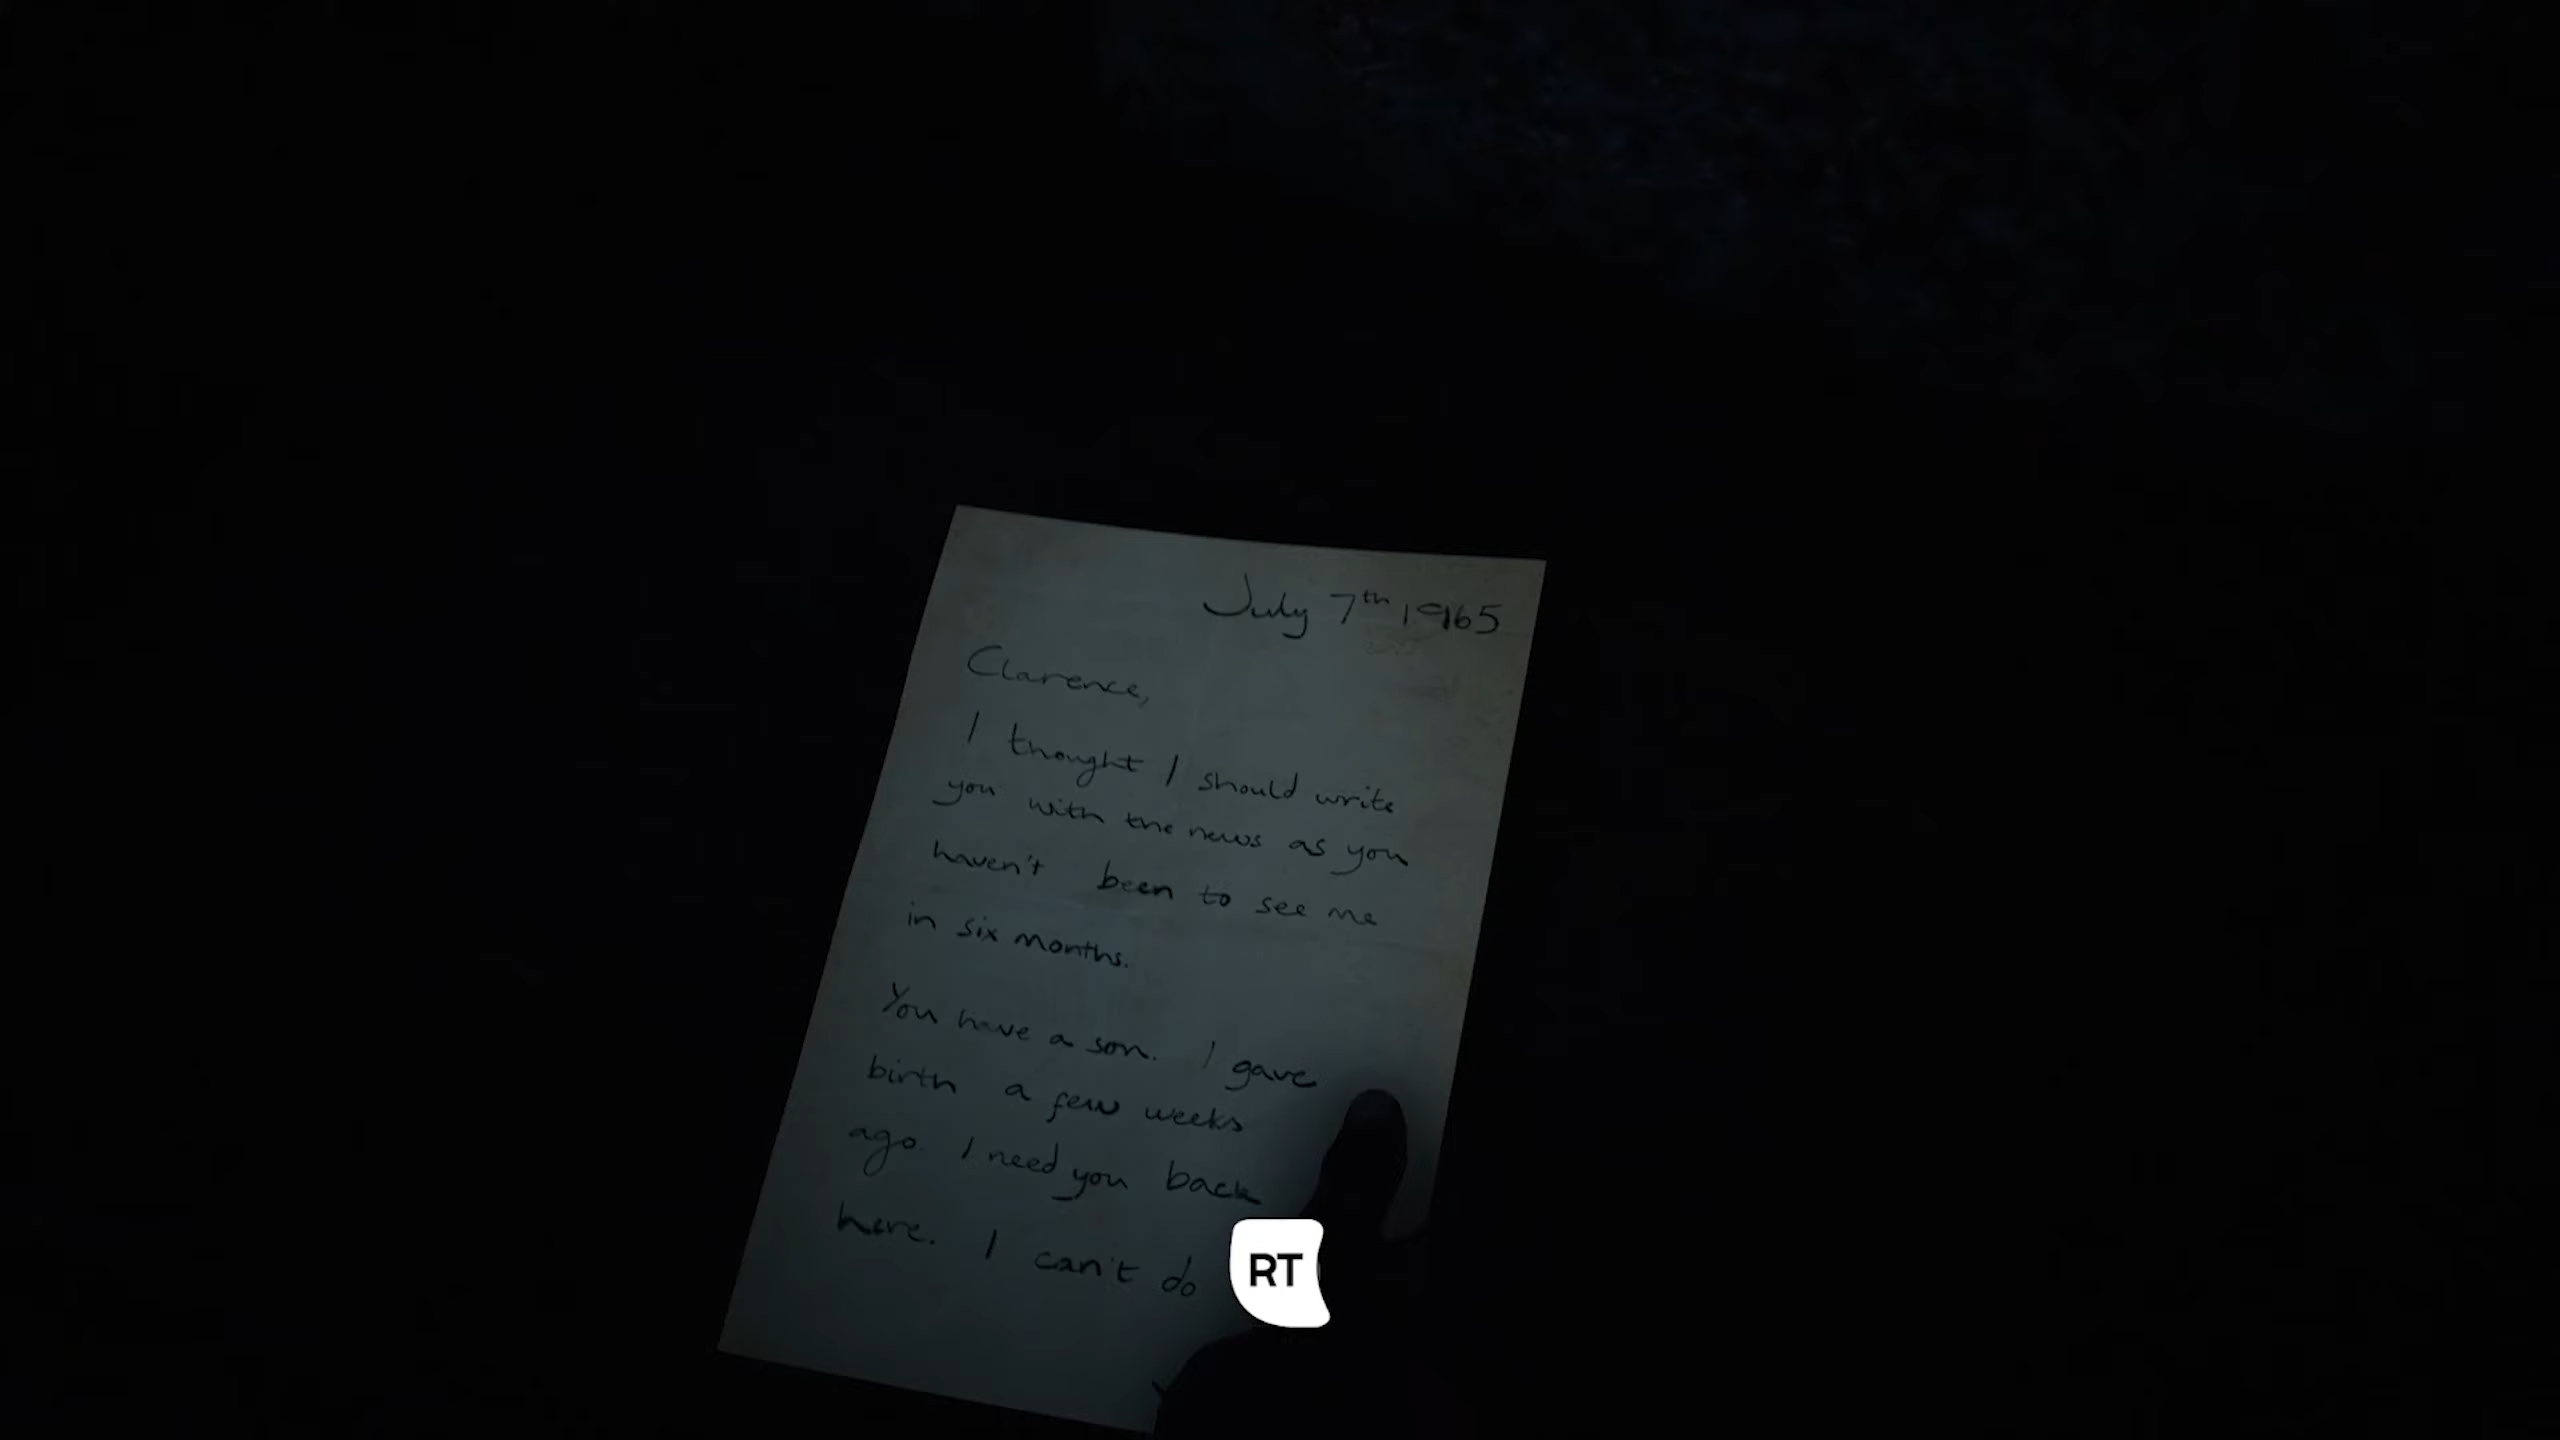 July 7th 1965
Clarence,
I thought I should write
you with the news as you
haven't been to see me
in six months.
You have a son. I gave
birth a few weeks
ago. I need you back
here. I can't do
RT